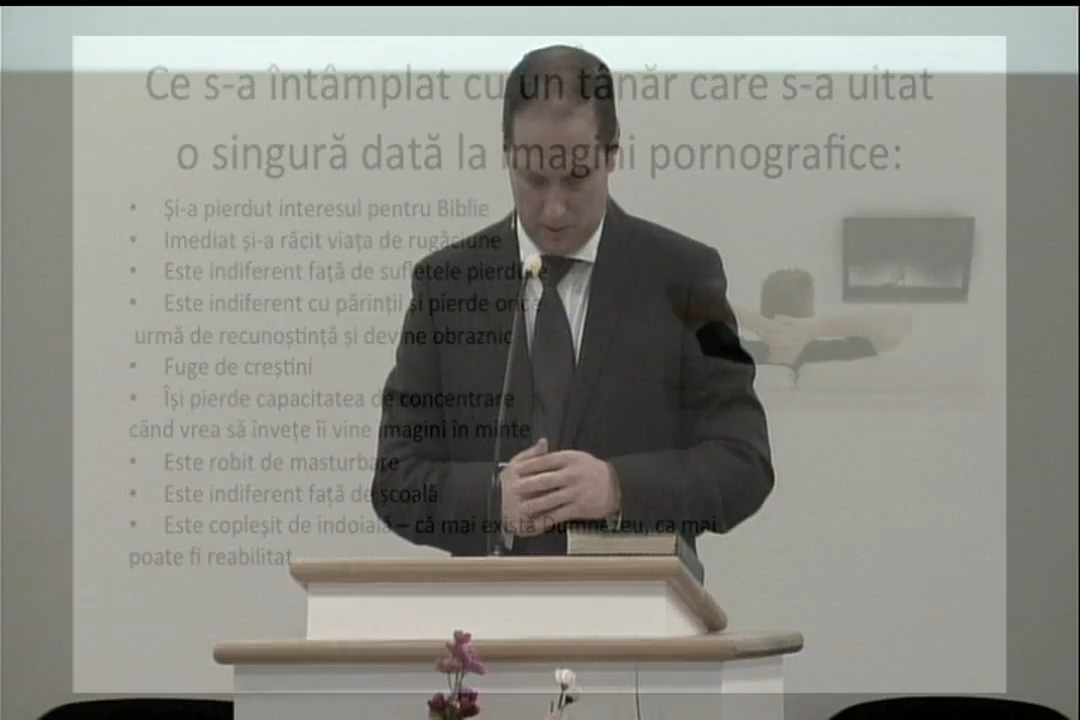 Ce s-a întâmplat cu un tânăr care s-a uitat
o singură dată la imagini pornografice:
• Și-a pierdut interesul pentru Biblie
• Imediat și-a răcit viața de rugăciune
• Este indiferent față de sufletele pierdute
• Este indiferent cu părinții și pierde orice
urmă de recunoștință și devine obraznic
• Fuge de creștini
• Își pierde capacitatea de concentrare
când vrea să învețe îi vine imagini în minte
• Este robit de masturbare
• Este indiferent față de școală
• Este copleșit de indoială – că mai există Dumnezeu, ca mai
poate fi reabilitat